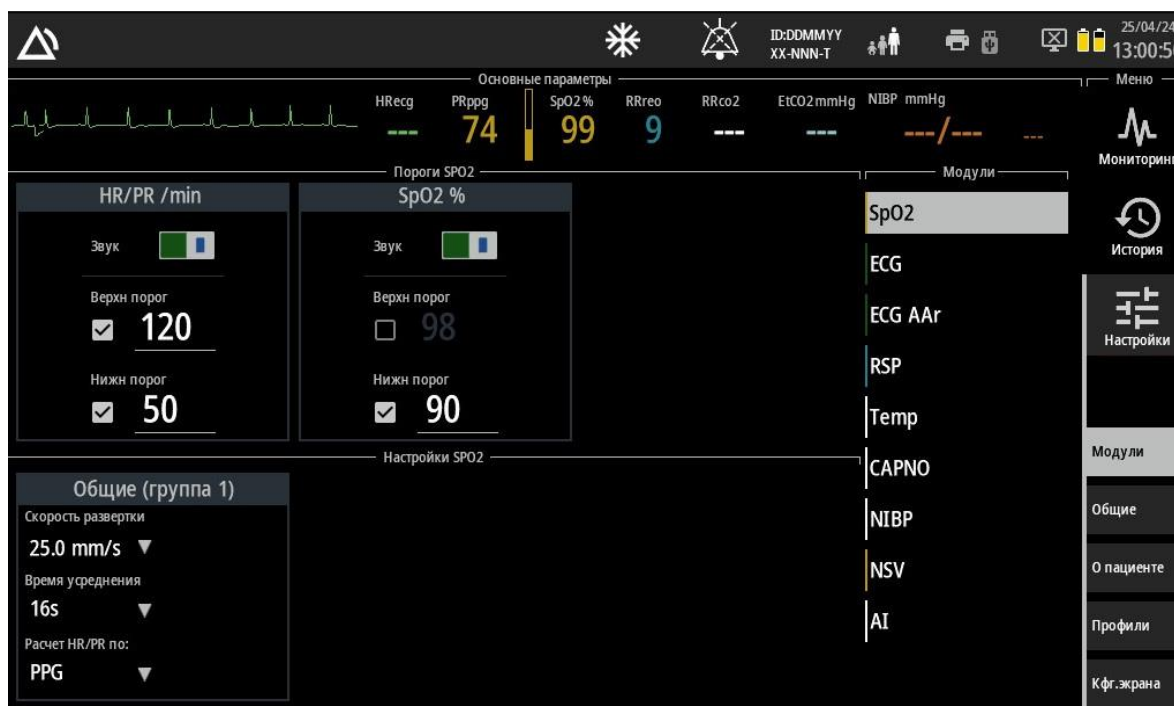 ID:DDMMYY
XX-NNN-T
25/04/24
13:00:5
Основные параметры
Меню
HRecg PRppg SpO2% RRreo RRco2 EtCO2mmHg NIBP mmHg
--- 74 99 9 --- --- ---/--- ---
Мониторинг
Пороги SPO2
Модули
HR/PR /min
SpO2 %
Звук
Звук
Верхн порог
120
Верхн порог
98
Нижн порог
50
Нижн порог
90
SpO2
ECG
ECG AAr
RSP
Temp
CAPNO
NIBP
NSV
AI
История
Настройки
Настройки SPO2
Общие (группа 1)
Скорость развертки
25.0 mm/s
Время усреднения
16s
Расчет HR/PR по:
PPG
Модули
Общие
О пациенте
Профили
Кфг.экрана